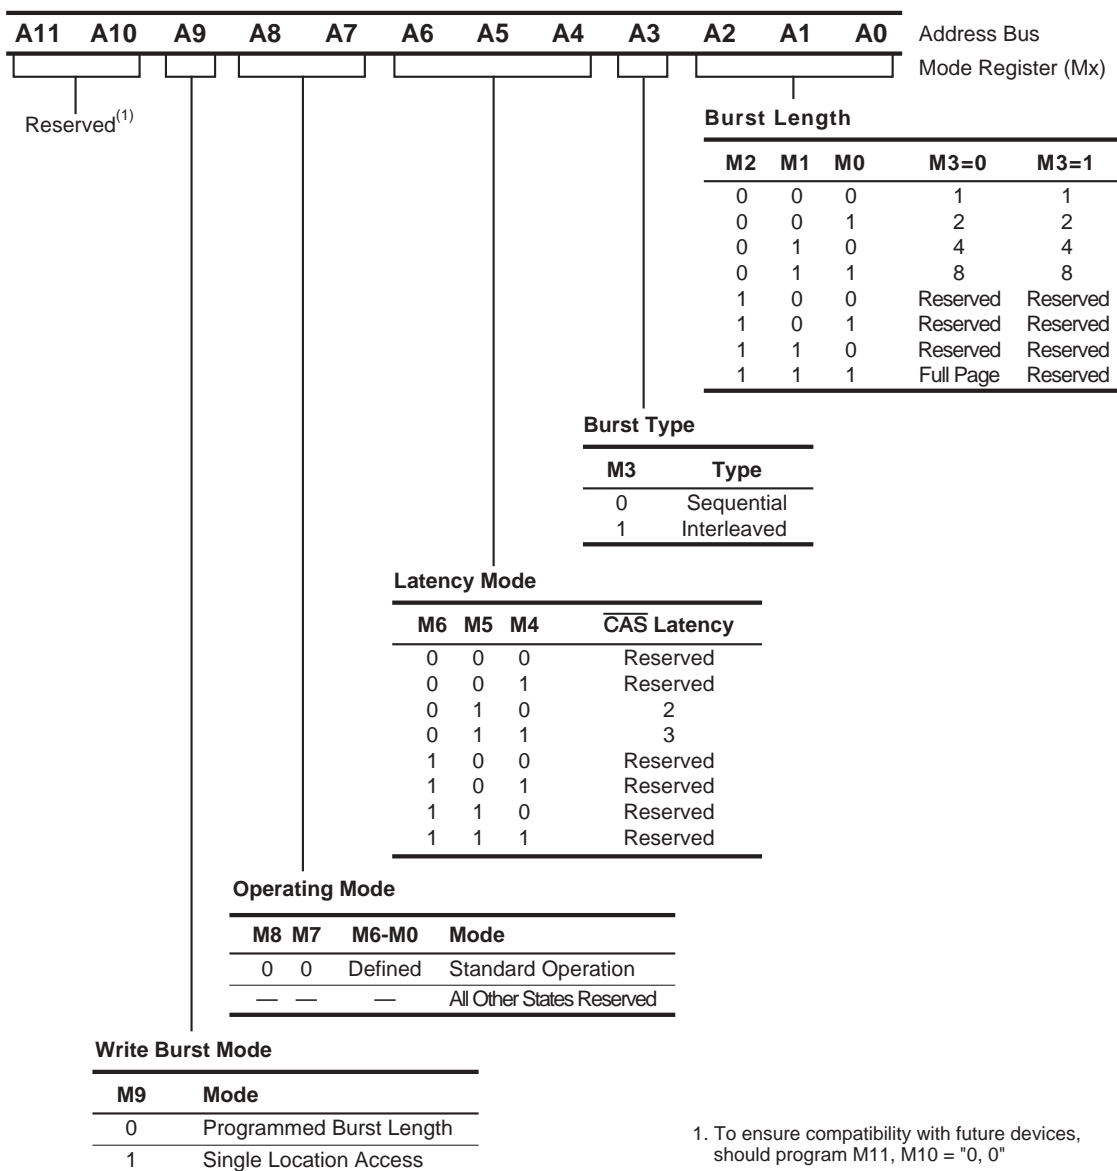 A11 A10 A9 A8 A7 A6 A5 A4 A3 A2 A1 A0 Address Bus
Mode Register (Mx)
Reserved(1)
Burst Length
M2 M1 M0 M3=0 M3=1
0 0 0 1 1
0 0 1 2 2
0 1 0 4 4
0 1 1 8 8
1 0 0 Reserved Reserved
1 0 1 Reserved Reserved
1 1 0 Reserved Reserved
1 1 1 Full Page Reserved
Burst Type
M3 Type
0 Sequential
1 Interleaved
Latency Mode
M6 M5 M4 CAS Latency
0 0 0 Reserved
0 0 1 Reserved
0 1 0 2
0 1 1 3
1 0 0 Reserved
1 0 1 Reserved
1 1 0 Reserved
1 1 1 Reserved
Operating Mode
M8 M7 M6-M0 Mode
0 0 Defined Standard Operation
— — — All Other States Reserved
Write Burst Mode
M9 Mode
0 Programmed Burst Length
1 Single Location Access
1. To ensure compatibility with future devices,
should program M11, M10 = "0, 0"